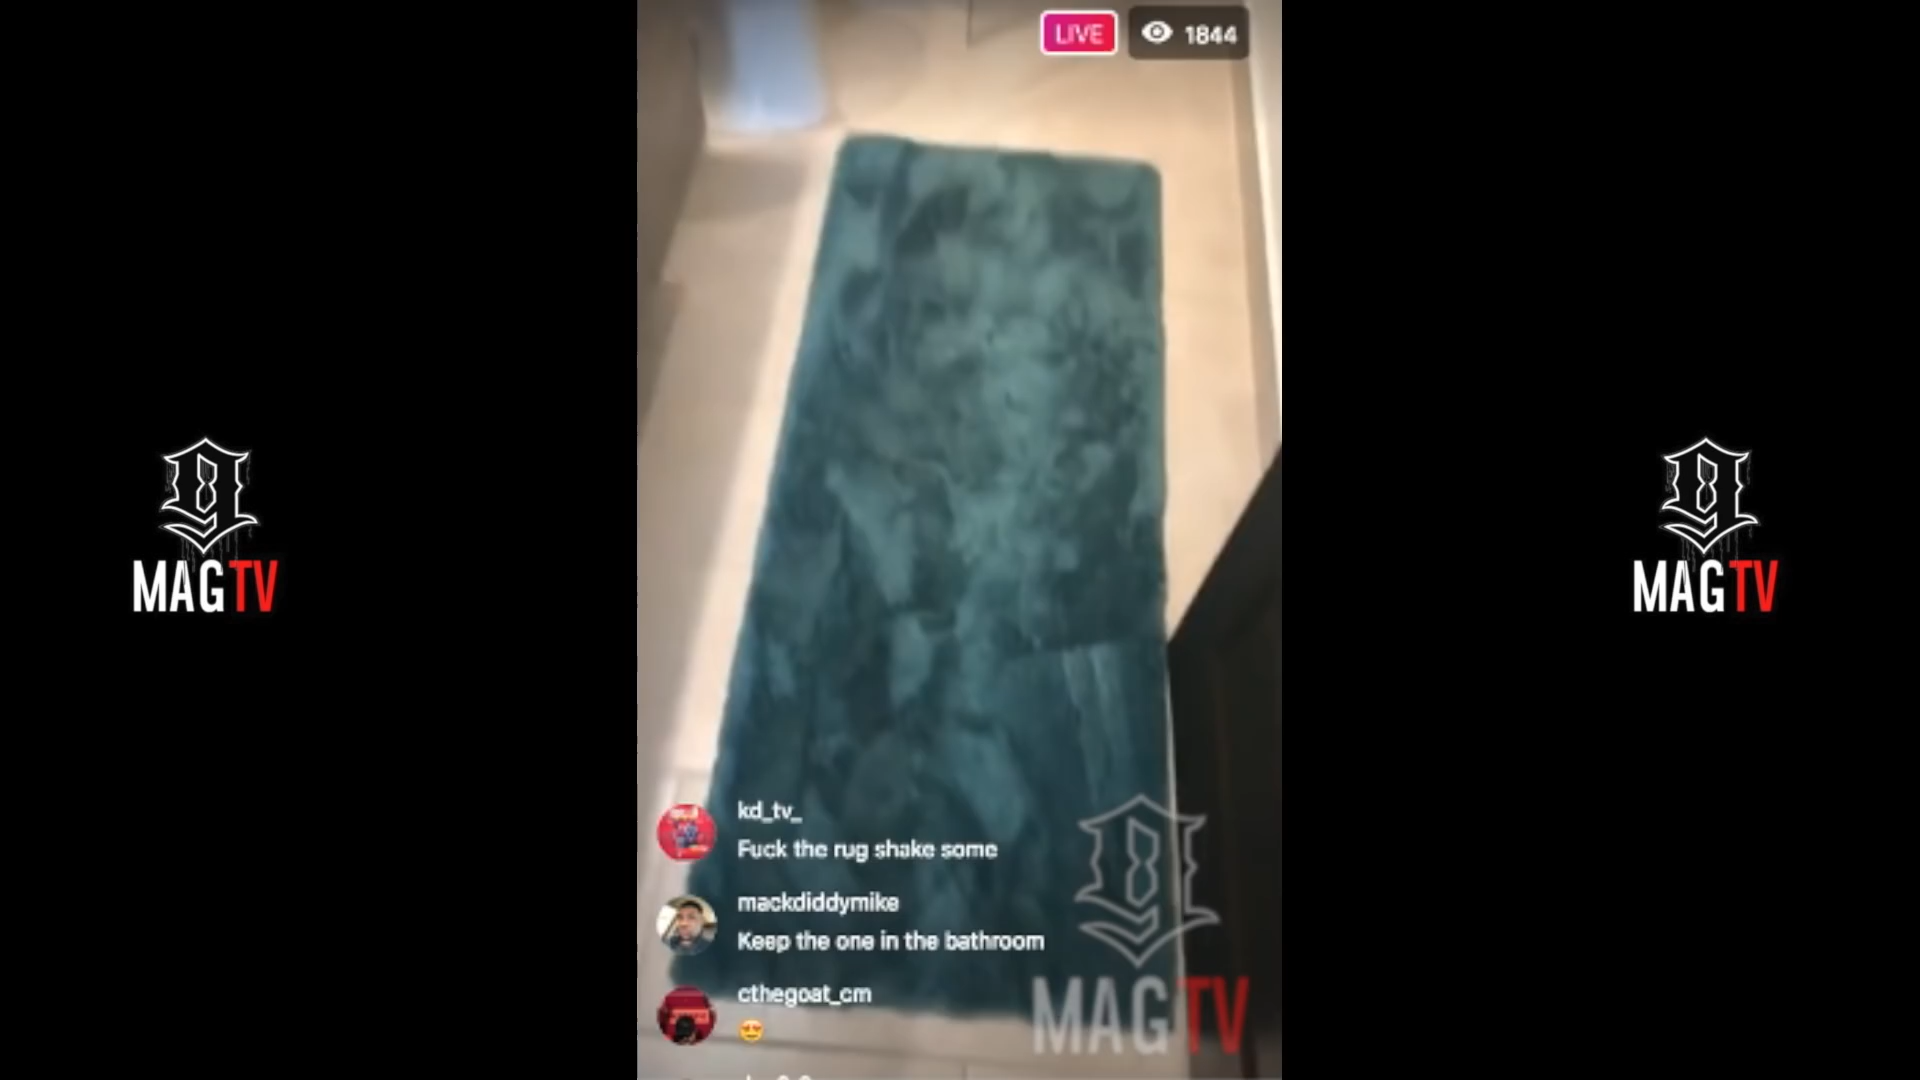 LIVE
1844
MAGTV
MAGTV
kd_tv_
Fuck the rug shake some
mackdiddymike
Keep the one in the bathroom
cthegoat_cm
😍
MAGTV